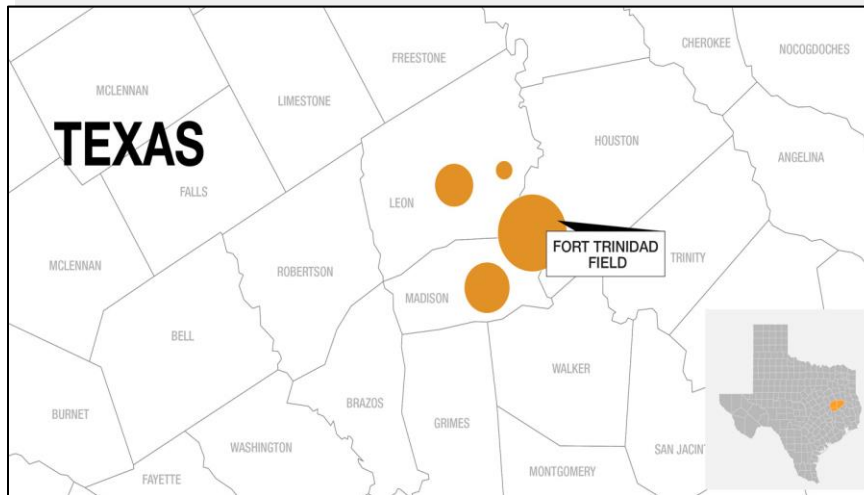 FREESTONE
CHEROKEE
NOCOGDOCHES
MCLENNAN
LIMESTONE
TEXAS
HOUSTON
ANGELINA
FALLS
LEON
FORT TRINIDAD
FIELD
TRINITY
MCLENNAN
ROBERTSON
MADISON
BELL
WALKER
BURNET
BRAZOS
GRIMES
WASHINGTON
SAN JACINT
MONTGOMERY
FAYETTE